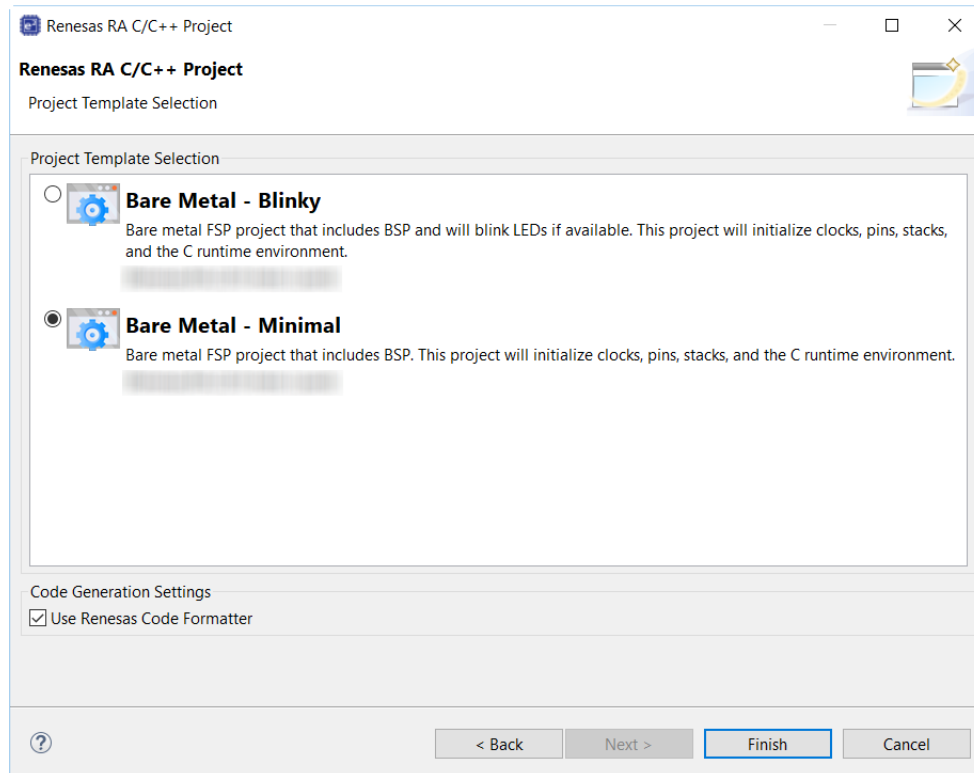 Renesas RA C/C++ Project
Renesas RA C/C++ Project
Project Template Selection
Project Template Selection
Bare Metal - Blinky
Bare metal FSP project that includes BSP and will blink LEDs if available. This project will initialize clocks, pins, stacks,
and the C runtime environment.
Bare Metal - Minimal
Bare metal FSP project that includes BSP. This project will initialize clocks, pins, stacks, and the C runtime environment.
Code Generation Settings
Use Renesas Code Formatter
?
< Back
Next >
Finish
Cancel